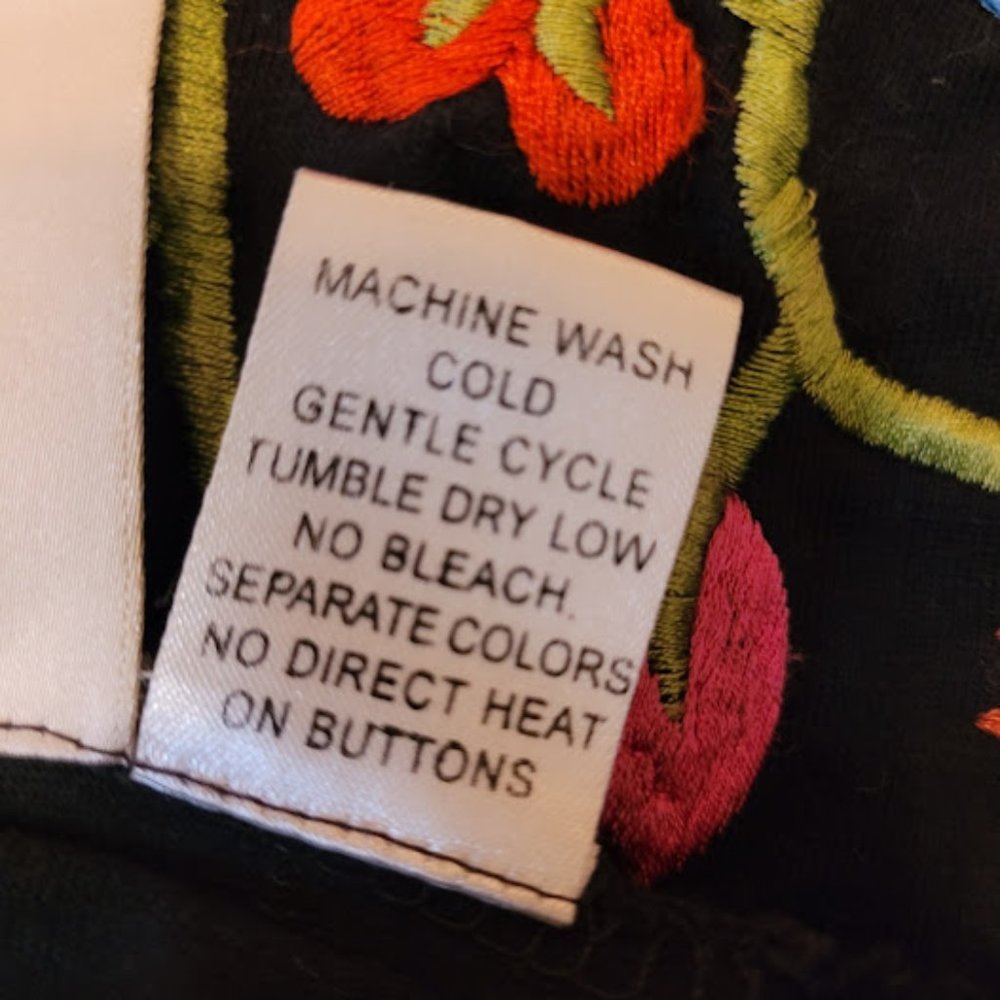 MACHINE WASH
COLD
GENTLE CYCLE
TUMBLE DRY LOW
NO BLEACH.
SEPARATE COLORS
NO DIRECT HEAT
ON BUTTONS